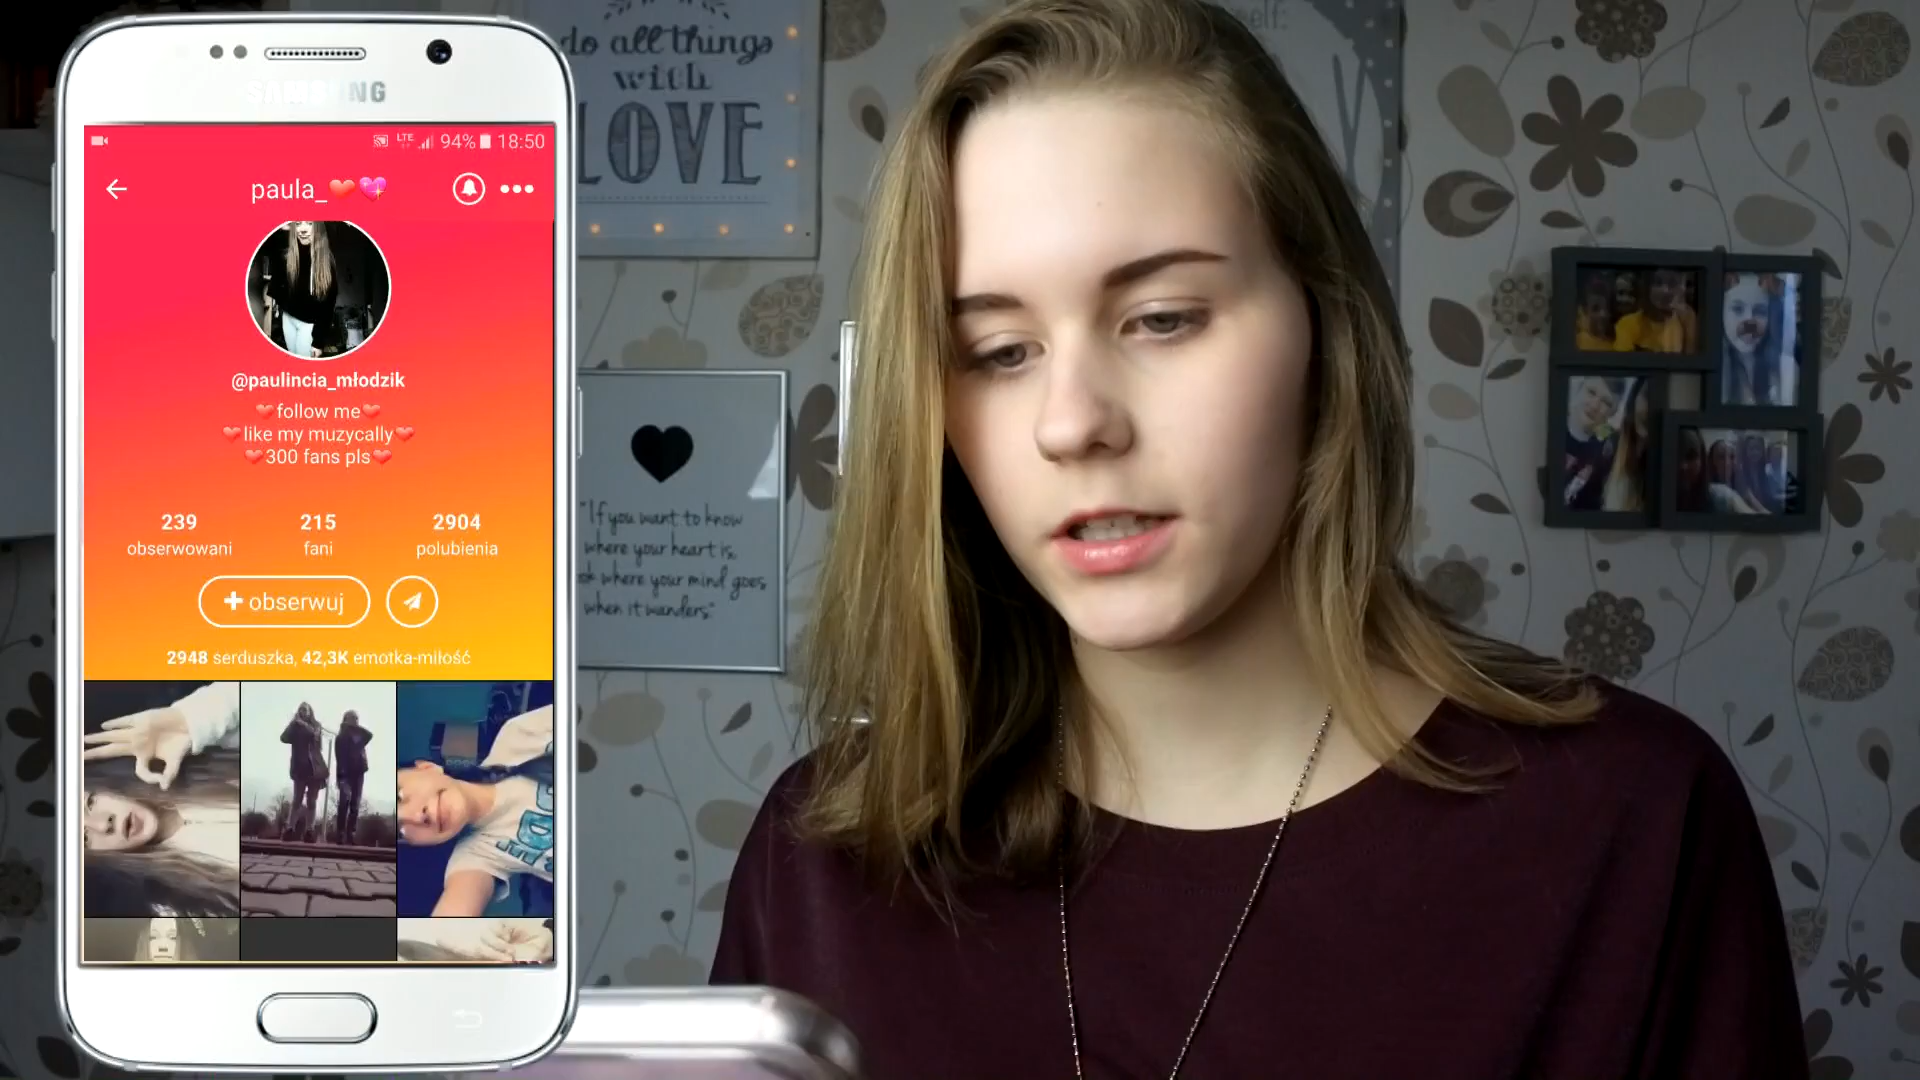 SAMSUNG
LTE 94% 18:50
paula_❤💖
@paulincia_młodzik
❤follow me❤
❤like my muzycally❤
❤300 fans pls❤
239 215 2904
obserwowani fani polubienia
+ obserwuj
2948 serduszka, 42,3K emotka-miłość
do all things
with
LOVE
"If you want to know
where your heart is,
look where your mind goes
when it wanders"